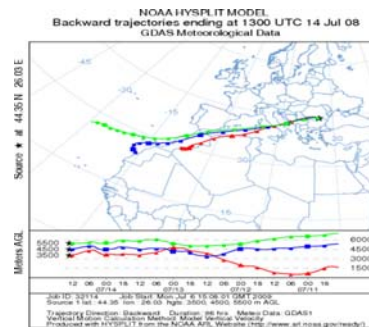 NOAA HYSPLIT MODEL
Backward trajectories ending at 1300 UTC 14 Jul 08
GDAS Meteorological Data
Source ★ at 44.35 N 26.03 E
Meters AGL
5500
4500
3500
6000
4500
3000
1500
12 06 00 18 12 06 00 18 12 06 00 18 12 06 00 18
07/14 07/13 07/12 07/11
Job ID: 32114 Job Start: Mon Jul 6 15:06:01 GMT 2009
Source 1 lat.: 44.35 lon.: 26.03 hgts: 3500, 4500, 5500 m AGL
Trajectory Direction: Backward Duration: 96 hrs
Vertical Motion Calculation Method: Model Vertical Velocity
Produced with HYSPLIT from the NOAA ARL Website (http://www.arl.noaa.gov/ready/)